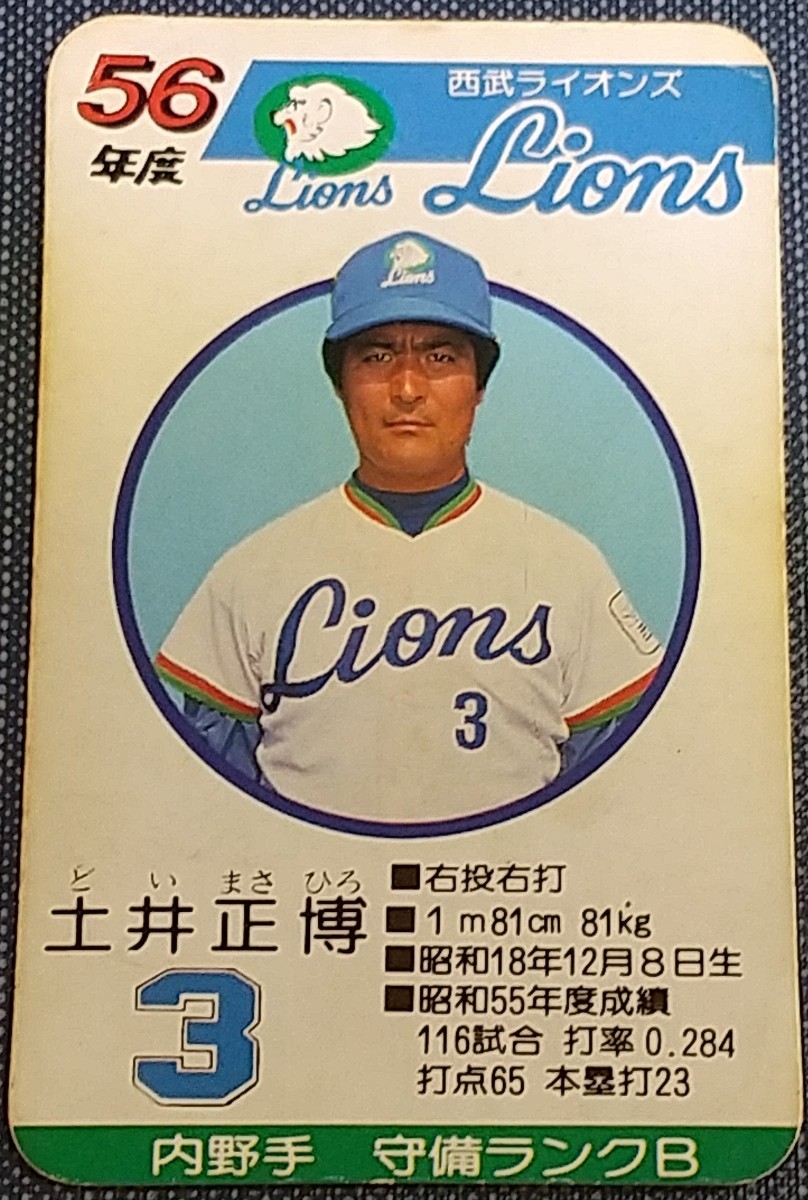 56
年度
西武ライオンズ
Lions
Lions
Lions
Lions
3
どい まさひろ
土井正博
3
■右投右打
■1m81cm 81kg
■昭和18年12月8日生
■昭和55年度成績
116試合 打率0.284
打点65 本塁打23
内野手 守備ランクB